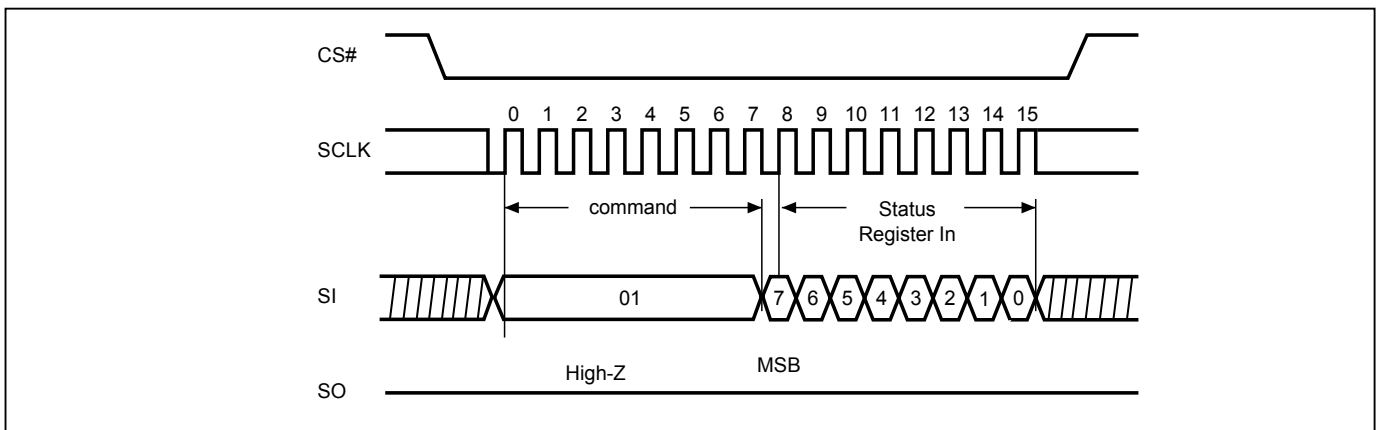 CS#
0 1 2 3 4 5 6 7 8 9 10 11 12 13 14 15
SCLK
command
Status
Register In
SI
01
7 6 5 4 3 2 1 0
High-Z
MSB
SO